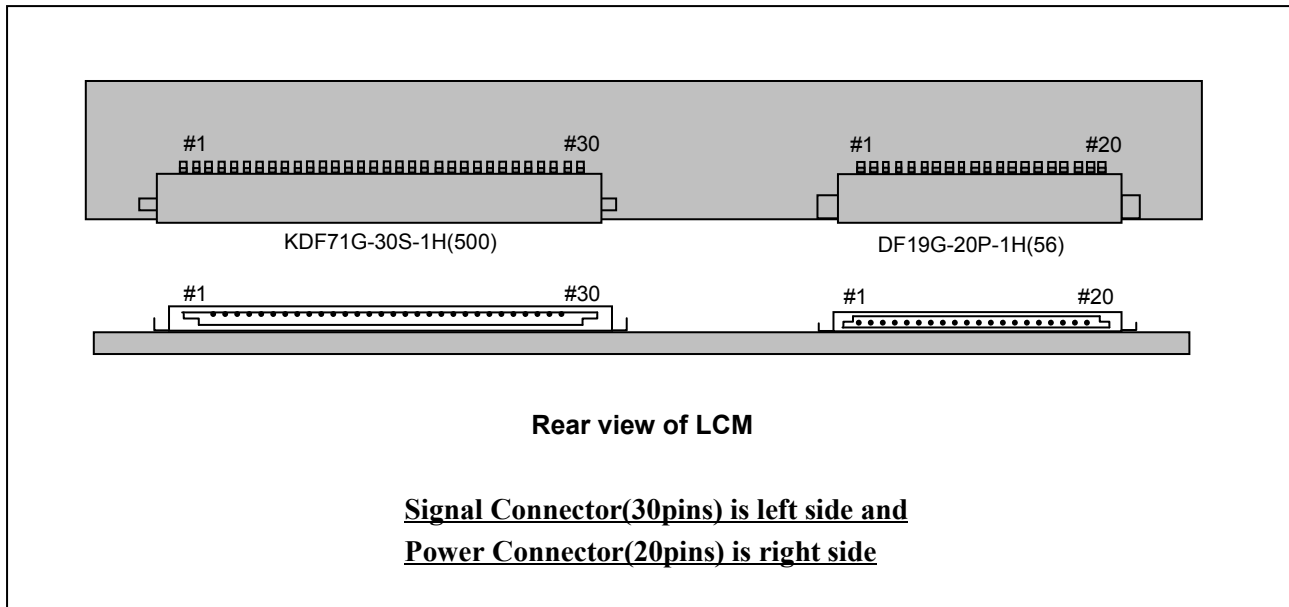 #1 #30 #1 #20
KDF71G-30S-1H(500) DF19G-20P-1H(56)
#1 #30 #1 #20
Rear view of LCM
Signal Connector(30pins) is left side and
Power Connector(20pins) is right side